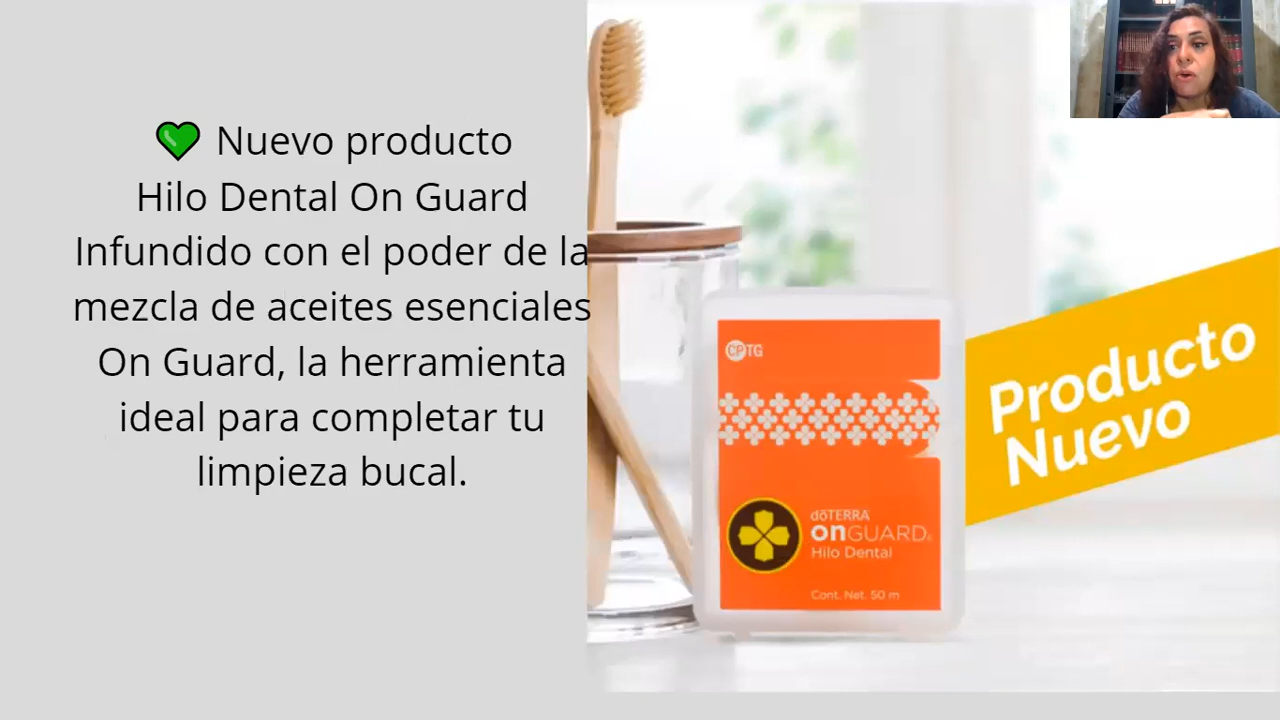 💚 Nuevo producto
Hilo Dental On Guard
Infundido con el poder de la
mezcla de aceites esenciales
On Guard, la herramienta
ideal para completar tu
limpieza bucal.
CPTG
dōTERRA
onGUARD®
Hilo Dental
Cont. Net. 50 m
Producto
Nuevo